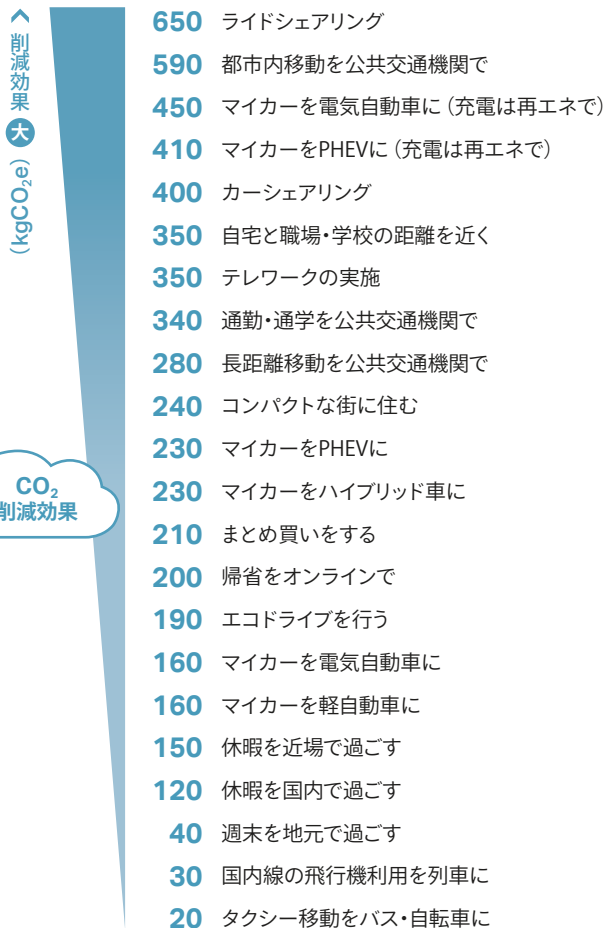 削減効果 大 (kgCO₂e)
650 ライドシェアリング
590 都市内移動を公共交通機関で
450 マイカーを電気自動車に（充電は再エネで）
410 マイカーをPHEVに（充電は再エネで）
400 カーシェアリング
350 自宅と職場・学校の距離を近く
350 テレワークの実施
340 通勤・通学を公共交通機関で
280 長距離移動を公共交通機関で
240 コンパクトな街に住む
230 マイカーをPHEVに
230 マイカーをハイブリッド車に
CO₂
削減効果
210 まとめ買いをする
200 帰省をオンラインで
190 エコドライブを行う
160 マイカーを電気自動車に
160 マイカーを軽自動車に
150 休暇を近場で過ごす
120 休暇を国内で過ごす
40 週末を地元で過ごす
30 国内線の飛行機利用を列車に
20 タクシー移動をバス・自転車に